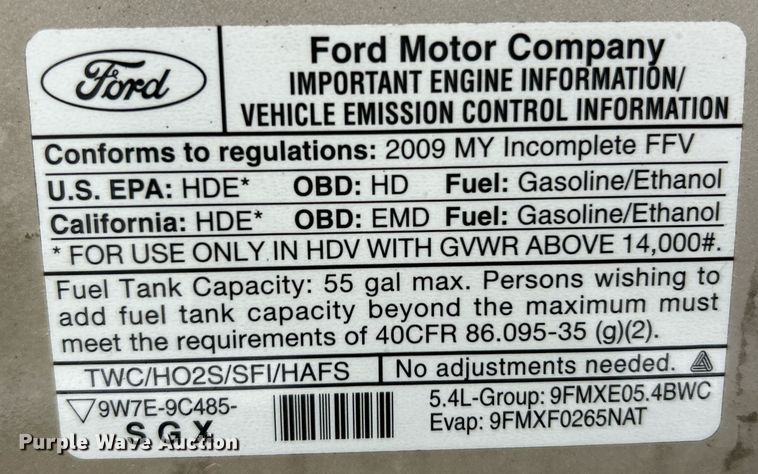 Ford
Ford Motor Company
IMPORTANT ENGINE INFORMATION/
VEHICLE EMISSION CONTROL INFORMATION
Conforms to regulations: 2009 MY Incomplete FFV
U.S. EPA: HDE* OBD: HD Fuel: Gasoline/Ethanol
California: HDE* OBD: EMD Fuel: Gasoline/Ethanol
* FOR USE ONLY IN HDV WITH GVWR ABOVE 14,000#.
Fuel Tank Capacity: 55 gal max. Persons wishing to
add fuel tank capacity beyond the maximum must
meet the requirements of 40CFR 86.095-35 (g)(2).
TWC/HO2S/SFI/HAFS
No adjustments needed.
9W7E-9C485-
SGX
5.4L-Group: 9FMXE05.4BWC
Evap: 9FMXF0265NAT
Purple Wave Auction